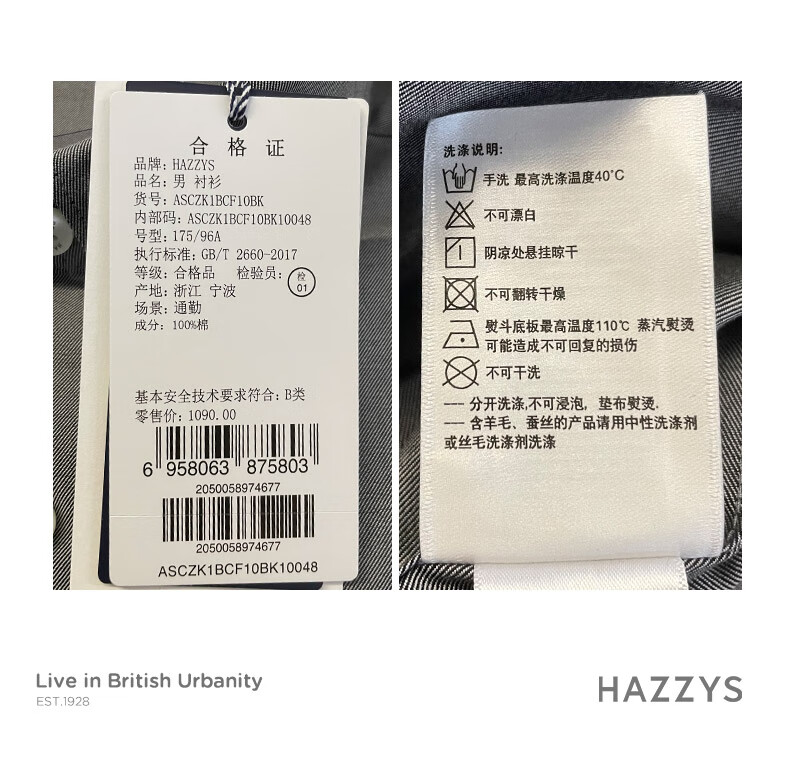 合格证
品牌: HAZZYS
品名: 男 衬衫
货号: ASCZK1BCF10BK
内部码: ASCZK1BCF10BK10048
号型: 175/96A
执行标准: GB/T 2660-2017
等级: 合格品 检验员: 检 01
产地: 浙江 宁波
场景: 通勤
成分: 100%棉
基本安全技术要求符合: B类
零售价: 1090.00
6 958063 875803
2050058974677
2050058974677
ASCZK1BCF10BK10048
洗涤说明:
手洗 最高洗涤温度40°C
不可漂白
阴凉处悬挂晾干
不可翻转干燥
熨斗底板最高温度110℃ 蒸汽熨烫
可能造成不可回复的损伤
不可干洗
--- 分开洗涤,不可浸泡, 垫布熨烫.
--- 含羊毛、蚕丝的产品请用中性洗涤剂
或丝毛洗涤剂洗涤
Live in British Urbanity
EST.1928
HAZZYS